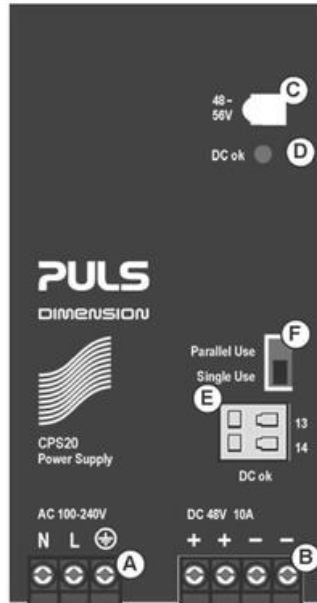 C
48-
56V
DC ok
D
PULS
DIMENSION
F
Parallel Use
Single Use
E
13
14
CPS20
Power Supply
DC ok
AC 100-240V
DC 48V 10A
N L
+ + - -
A
B